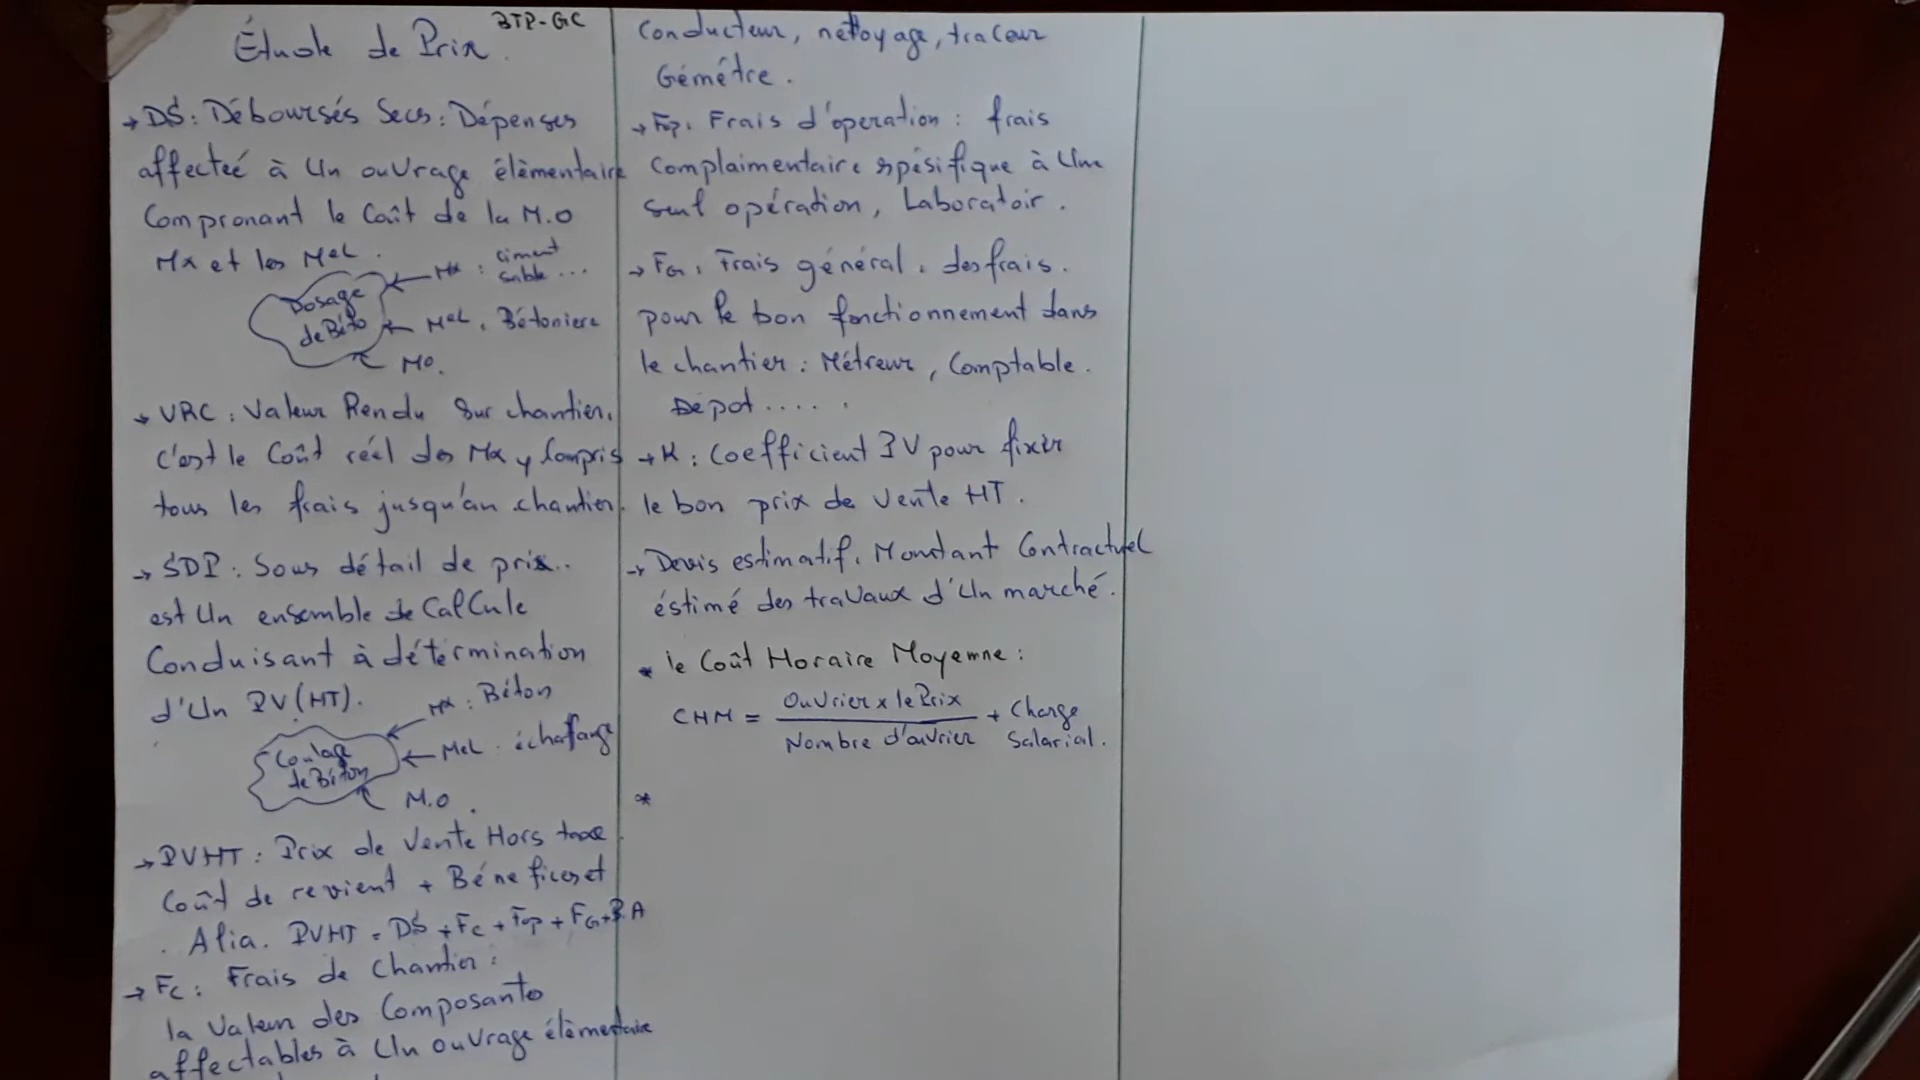 Étude de Prix BTP-GC
→ DS: Déboursés Secs: Dépenses
affecteé à Un ouvrage élèmentaire
Compronant le Coût de la M.O
Mx et les Mel.
Dosage
de Béto
Mx : ciment
sable...
Mel. Bétoniere
MO.
→ VRC: Valeur Rendu Sur chantier.
c'est le Coût réél des Mx y Compris
tous les frais jusqu'au chantier.
→ SDP: Sous détail de prix..
est Un ensemble de CalCule
Conduisant à détérmination
d'Un PV(HT).
Coulage
de Béton
Mx : Béton
Mel.
M.O.
→ PVHT: Prix de Vente Hors taxe.
Coût de revient + Bénefices et
Alia. PVHT = DS + Fc + Fop + FG + BA
→ Fc: Frais de Chantier:
la Valeur des Composants
affectables à Un ouvrage élèmentaire
Conducteur, nettoyage, traceur
Gémétre.
→ Fop. Frais d'operation: frais
Complaimentaire spésifique à Une
seul opération, Laboratoir.
→ FG. Frais général. des frais.
pour le bon fonctionnement dans
le chantier: Métreur, Comptable.
Dépot.....
→ K: Coefficient PV pour fixer
le bon prix de Vente HT.
→ Devis estimatif. Montant Contractuel
éstimé des travaux d'Un marché.
* le Coût Horaire Moyenne:
CHM = Ouvrier x le Prix / Nombre d'ouvrier + Charge Salarial.
*